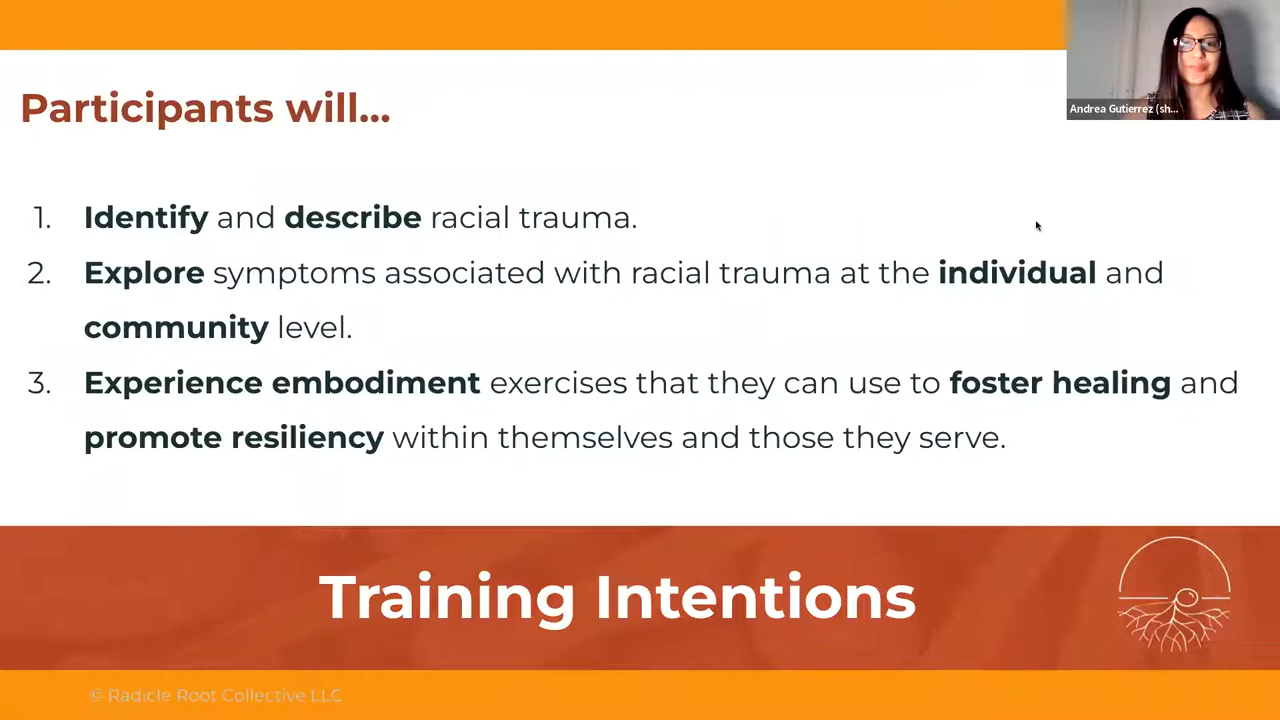 Participants will...
Andrea Gutierrez (sh...
1. Identify and describe racial trauma.
2. Explore symptoms associated with racial trauma at the individual and
community level.
3. Experience embodiment exercises that they can use to foster healing and
promote resiliency within themselves and those they serve.
Training Intentions
© Radicle Root Collective LLC